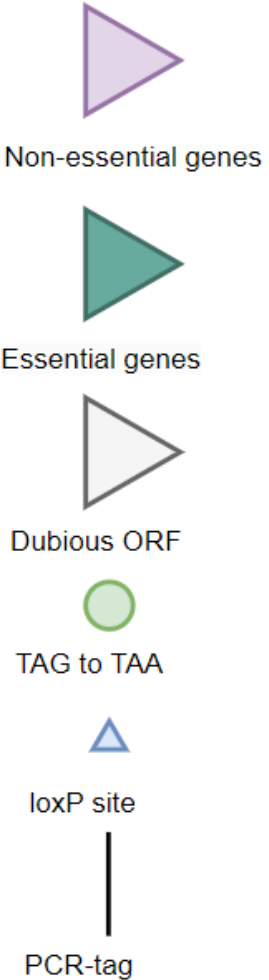 Non-essential genes
Essential genes
Dubious ORF
TAG to TAA
loxP site
PCR-tag